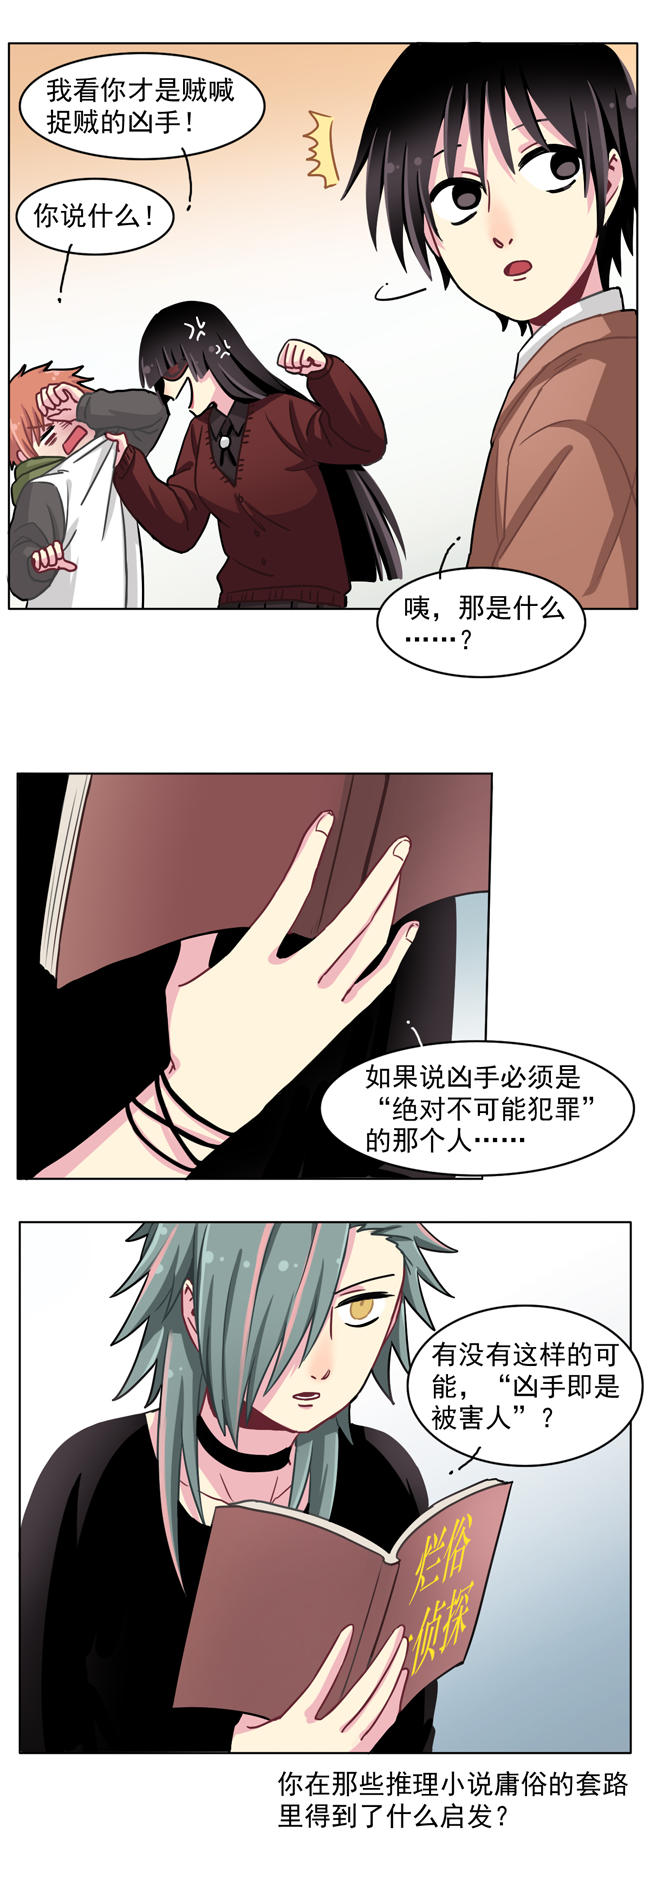 我看你才是贼喊
捉贼的凶手！
你说什么！
咦，那是什么
……？
如果说凶手必须是
“绝对不可能犯罪”
的那个人……
有没有这样的可
能，“凶手即是
被害人”？
烂俗
·侦探
你在那些推理小说庸俗的套路
里得到了什么启发？